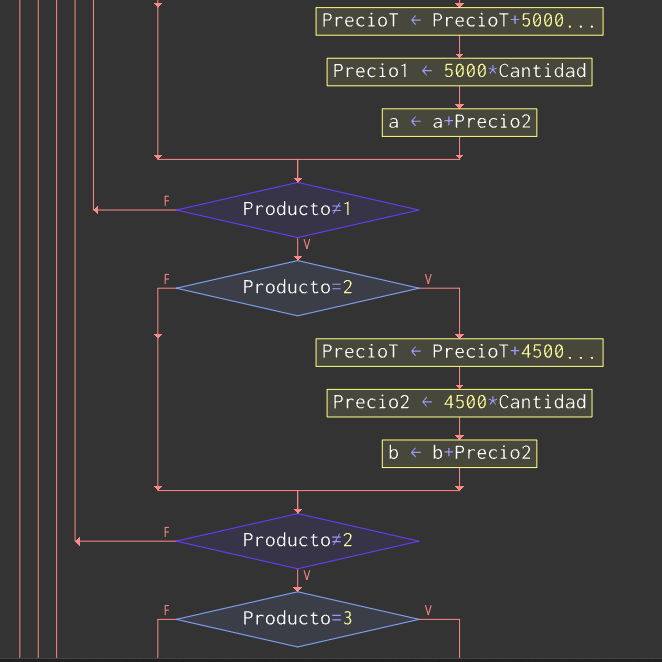 PrecioT ← PrecioT+5000...
Precio1 ← 5000*Cantidad
a ← a+Precio2
F
Producto≠1
V
F
Producto=2
V
PrecioT ← PrecioT+4500...
Precio2 ← 4500*Cantidad
b ← b+Precio2
F
Producto≠2
V
F
Producto=3
V